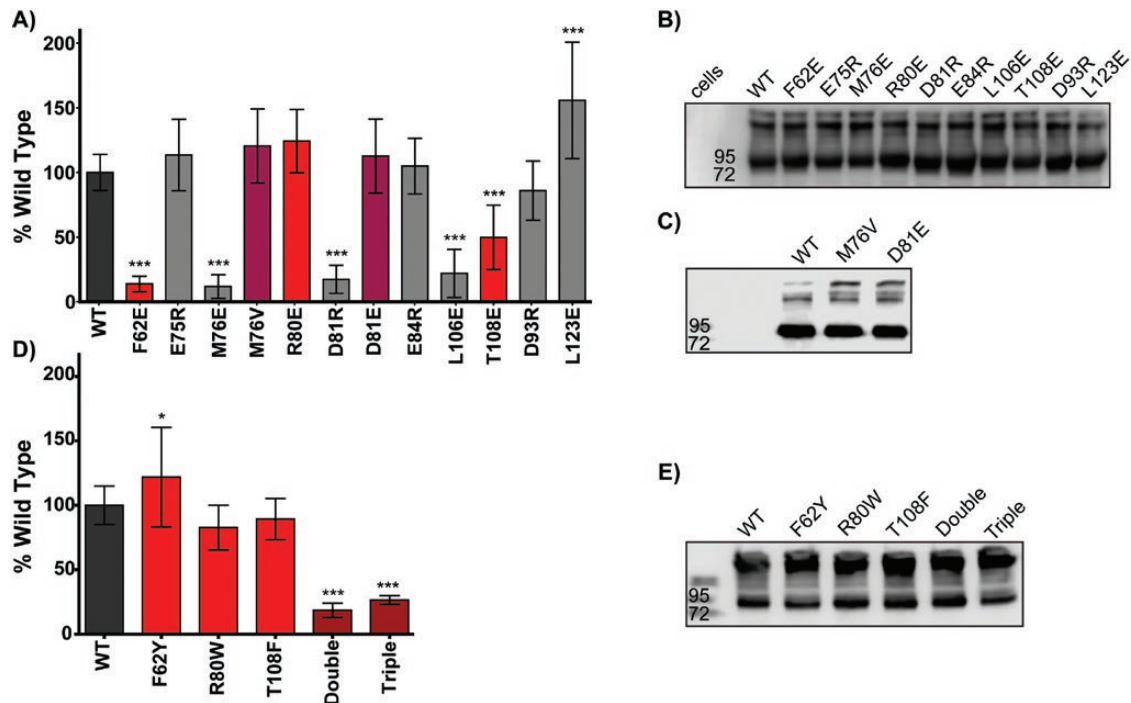 A)
% Wild Type
200
150
100
50
0
***
***
***
***
***
***
WT
F62E
E75R
M76E
M76V
R80E
D81R
D81E
E84R
L106E
T108E
D93R
L123E
B)
cells
WT
F62E
E75R
M76E
R80E
D81R
E84R
L106E
T108E
D93R
L123E
95
72
C)
WT
M76V
D81E
95
72
D)
% Wild Type
200
150
100
50
0
*
***
***
WT
F62Y
R80W
T108F
Double
Triple
E)
WT
F62Y
R80W
T108F
Double
Triple
95
72